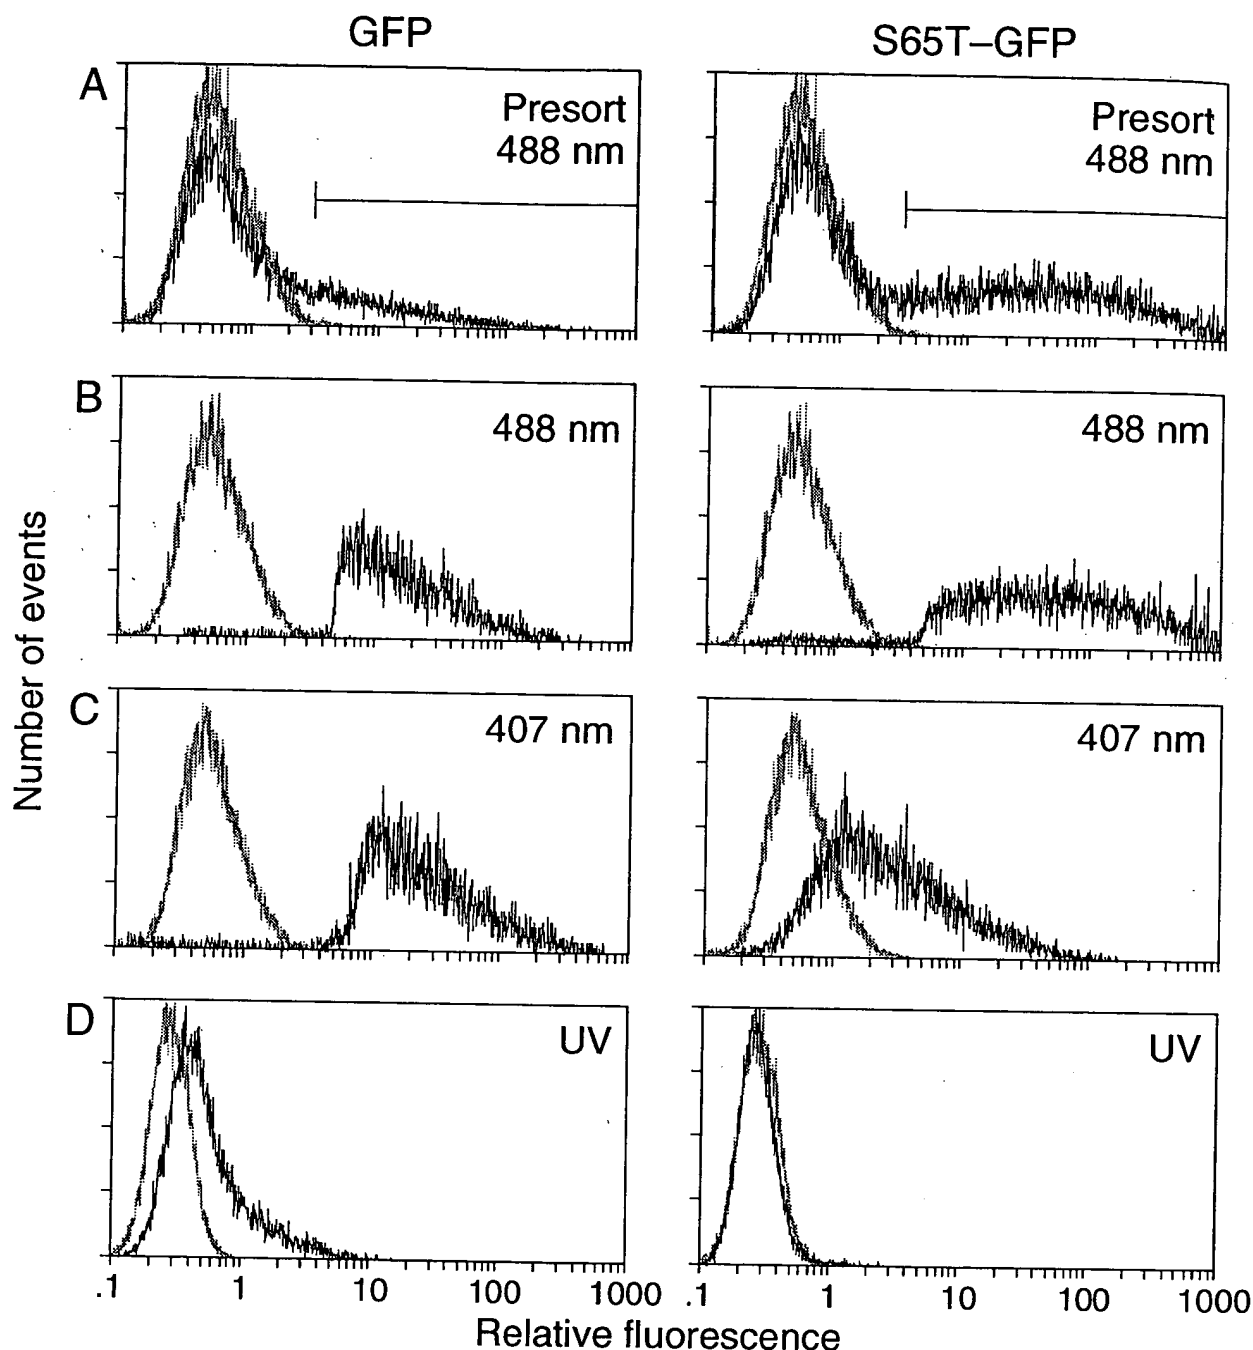 GFP
S65T–GFP
A
Presort
488 nm
Presort
488 nm
B
488 nm
488 nm
C
407 nm
407 nm
D
UV
UV
Number of events
.1 1 10 100 1000
.1 1 10 100 1000
Relative fluorescence